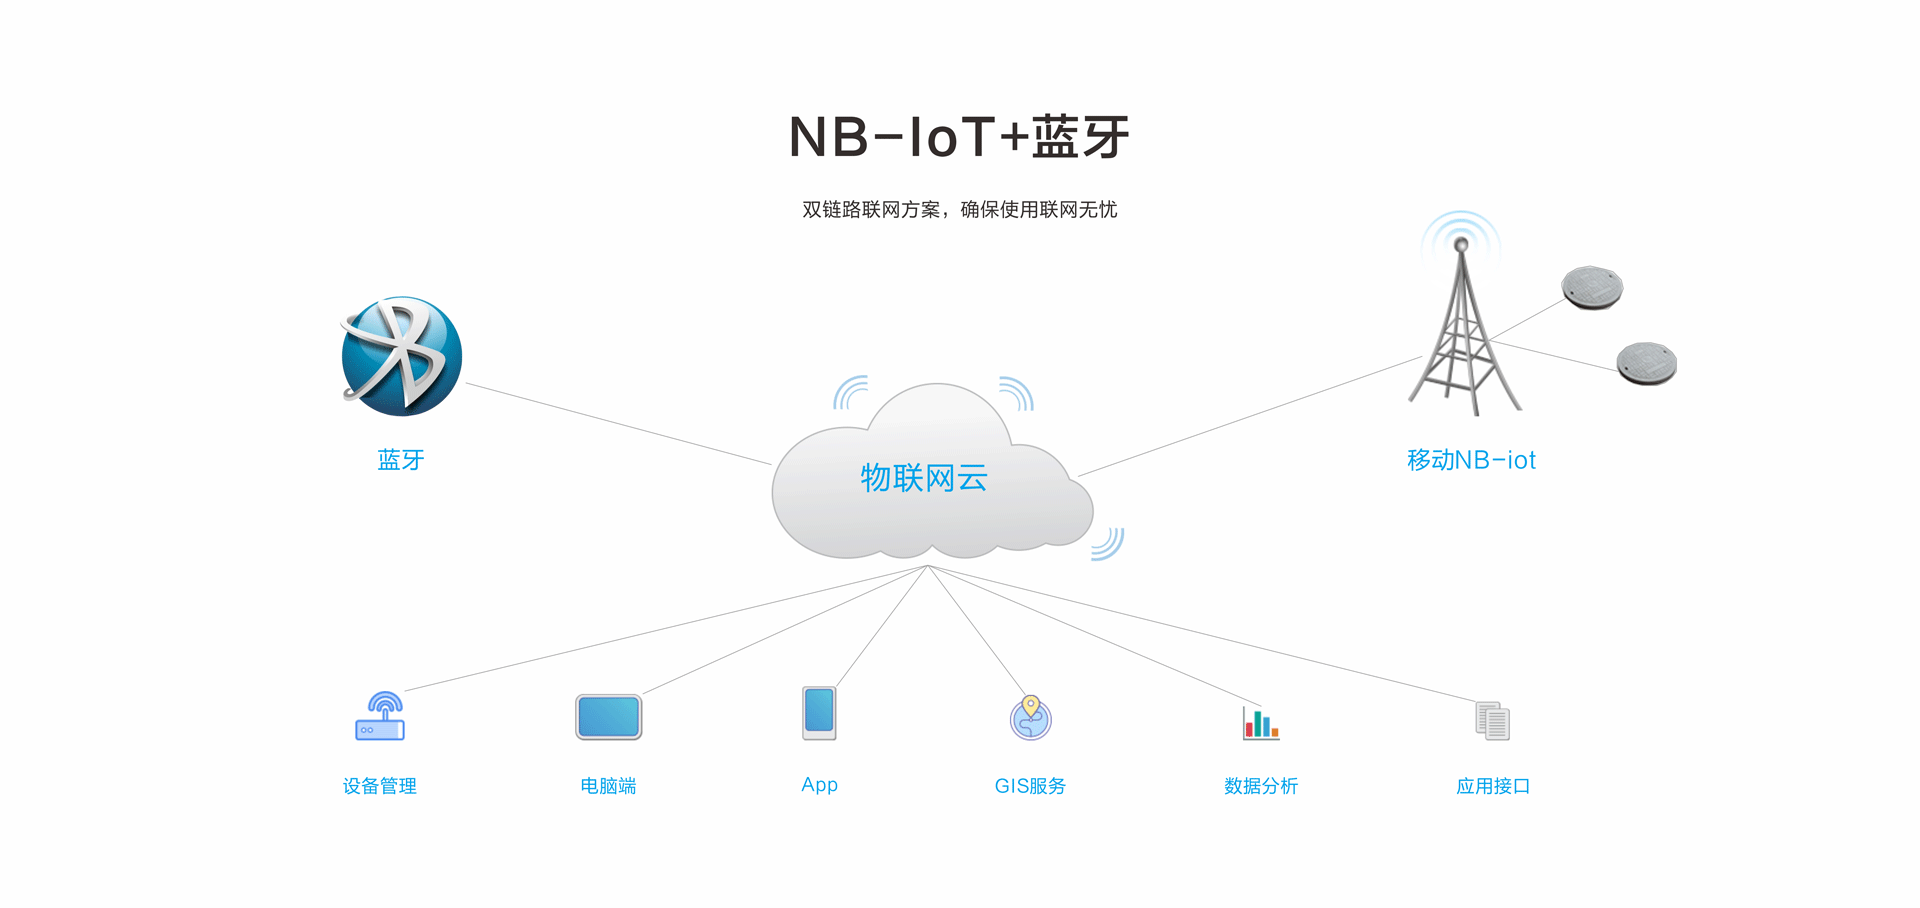 NB-IoT+蓝牙
双链路联网方案，确保使用联网无忧
蓝牙
物联网云
移动NB-iot
设备管理
电脑端
App
GIS服务
数据分析
应用接口